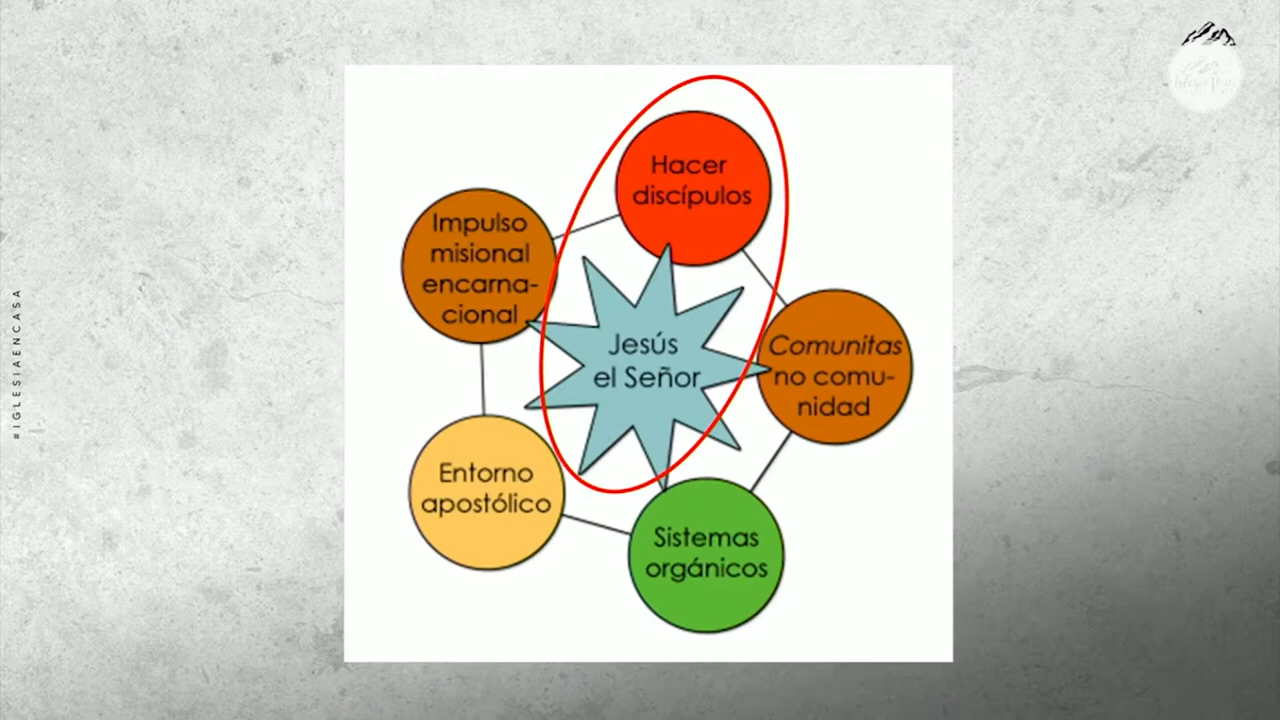 #IGLESIAENCASA
Hacer
discípulos
Impulso
misional
encarna-
cional
Jesús
el Señor
Comunitas
no comu-
nidad
Entorno
apostólico
Sistemas
orgánicos